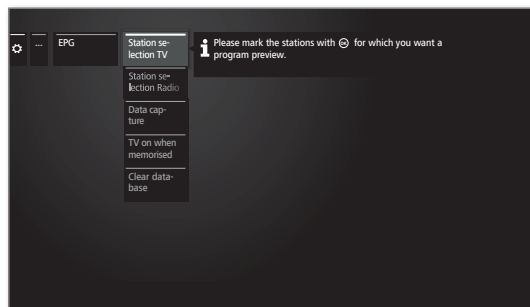 ...
EPG
Station se-
lection TV
Please mark the stations with OK for which you want a
program preview.
Station se-
lection Radio
Data cap-
ture
TV on when
memorised
Clear data-
base